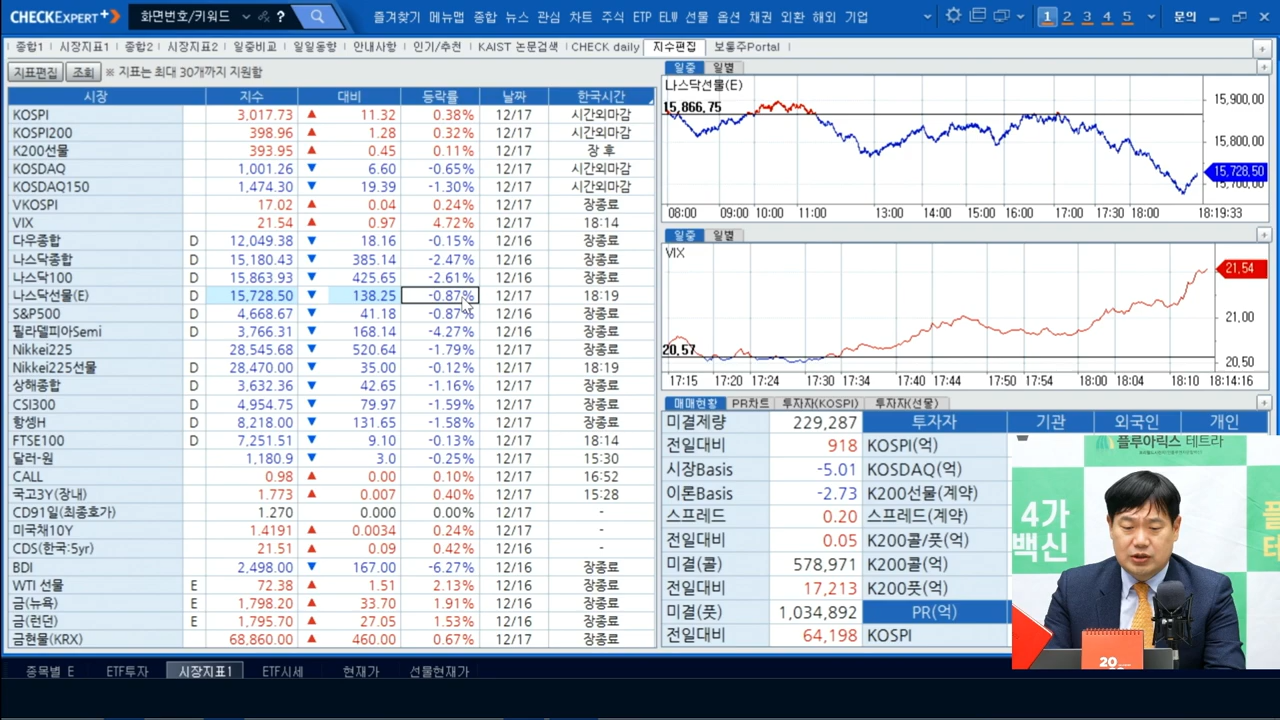 CHECK EXPERT+ 화면번호/키워드 ? 즐겨찾기 메뉴맵 종합 뉴스 관심 차트 주식 ETP ELW 선물 옵션 채권 외환 해외 기업 1 2 3 4 5 문의
종합1 시장지표1 종합2 시장지표2 일중비교 일일동향 안내사항 인기/추천 KAIST 논문검색 CHECK daily 지수편집 보통주Portal
지표편집 조회 ※ 지표는 최대 30개까지 지원함
시장 지수 대비 등락률 날짜 한국시간
KOSPI 3,017.73 ▲ 11.32 0.38% 12/17 시간외마감
KOSPI200 398.96 ▲ 1.28 0.32% 12/17 시간외마감
K200선물 393.95 ▲ 0.45 0.11% 12/17 장 후
KOSDAQ 1,001.26 ▼ 6.60 -0.65% 12/17 시간외마감
KOSDAQ150 1,474.30 ▼ 19.39 -1.30% 12/17 시간외마감
VKOSPI 17.02 ▲ 0.04 0.24% 12/17 장종료
VIX 21.54 ▲ 0.97 4.72% 12/17 18:14
다우종합 D 12,049.38 ▼ 18.16 -0.15% 12/16 장종료
나스닥종합 D 15,180.43 ▼ 385.14 -2.47% 12/16 장종료
나스닥100 D 15,863.93 ▼ 425.65 -2.61% 12/16 장종료
나스닥선물(E) D 15,728.50 ▼ 138.25 -0.87% 12/17 18:19
S&P500 D 4,668.67 ▼ 41.18 -0.87% 12/16 장종료
필라델피아Semi D 3,766.31 ▼ 168.14 -4.27% 12/16 장종료
Nikkei225 28,545.68 ▼ 520.64 -1.79% 12/17 장종료
Nikkei225선물 D 28,470.00 ▼ 35.00 -0.12% 12/17 18:19
상해종합 D 3,632.36 ▼ 42.65 -1.16% 12/17 장종료
CSI300 D 4,954.75 ▼ 79.97 -1.59% 12/17 장종료
항셍H D 8,218.00 ▼ 131.65 -1.58% 12/17 장종료
FTSE100 D 7,251.51 ▼ 9.10 -0.13% 12/17 18:14
달러-원 1,180.9 ▼ 3.0 -0.25% 12/17 15:30
CALL 0.98 ▲ 0.00 0.10% 12/17 16:52
국고3Y(장내) 1.773 ▲ 0.007 0.40% 12/17 15:28
CD91일(최종호가) 1.270 0.000 0.00% 12/17 -
미국채10Y 1.4191 ▲ 0.0034 0.24% 12/17 -
CDS(한국:5yr) 21.51 ▲ 0.09 0.42% 12/16 -
BDI 2,498.00 ▼ 167.00 -6.27% 12/16 장종료
WTI 선물 E 72.38 ▲ 1.51 2.13% 12/16 장종료
금(뉴욕) E 1,798.20 ▲ 33.70 1.91% 12/16 장종료
금(런던) E 1,795.70 ▲ 27.05 1.53% 12/16 장종료
금현물(KRX) 68,860.00 ▲ 460.00 0.67% 12/17 장종료
종목별 E ETF투자 시장지표1 ETF시세 현재가 선물현재가
일중 일별
나스닥선물(E)
15,866.75
15,900.00
15,800.00
15,728.50
15,700.00
08:00 09:00 10:00 11:00 13:00 14:00 15:00 16:00 17:00 17:30 18:00 18:19:33
일중 일별
VIX
21.54
21.00
20.57
20.50
17:15 17:20 17:24 17:30 17:34 17:40 17:44 17:50 17:54 18:00 18:04 18:10 18:14:16
매매현황 PR차트 투자자(KOSPI) 투자자(선물)
미결제량 229,287 투자자 기관 외국인 개인
전일대비 918 KOSPI(억)
시장Basis -5.01 KOSDAQ(억)
이론Basis -2.73 K200선물(계약)
스프레드 0.20 스프레드(계약)
전일대비 0.05 K200콜/풋(억)
미결(콜) 578,971 K200콜(억)
전일대비 17,213 K200풋(억)
미결(풋) 1,034,892 PR(억)
전일대비 64,198 KOSPI
플루아릭스 테트라
4가
백신